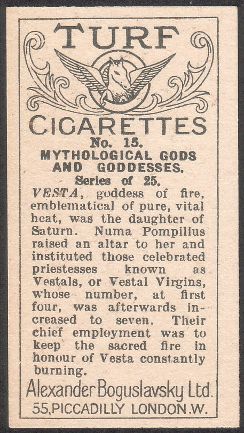 TURF
CIGARETTES
No. 15.
MYTHOLOGICAL GODS
AND GODDESSES.
Series of 25.
VESTA, goddess of fire,
emblematical of pure, vital
heat, was the daughter of
Saturn. Numa Pompilius
raised an altar to her and
instituted those celebrated
priestesses known as
Vestals, or Vestal Virgins,
whose number, at first
four, was afterwards in-
creased to seven. Their
chief employment was to
keep the sacred fire in
honour of Vesta constantly
burning.
Alexander Boguslavsky Ltd.
55, PICCADILLY LONDON.W.